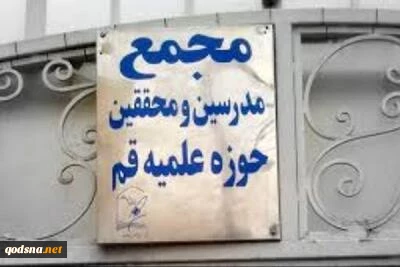 مجمع
مدرسین و محققین
حوزه علمیه قم
qodsna.net